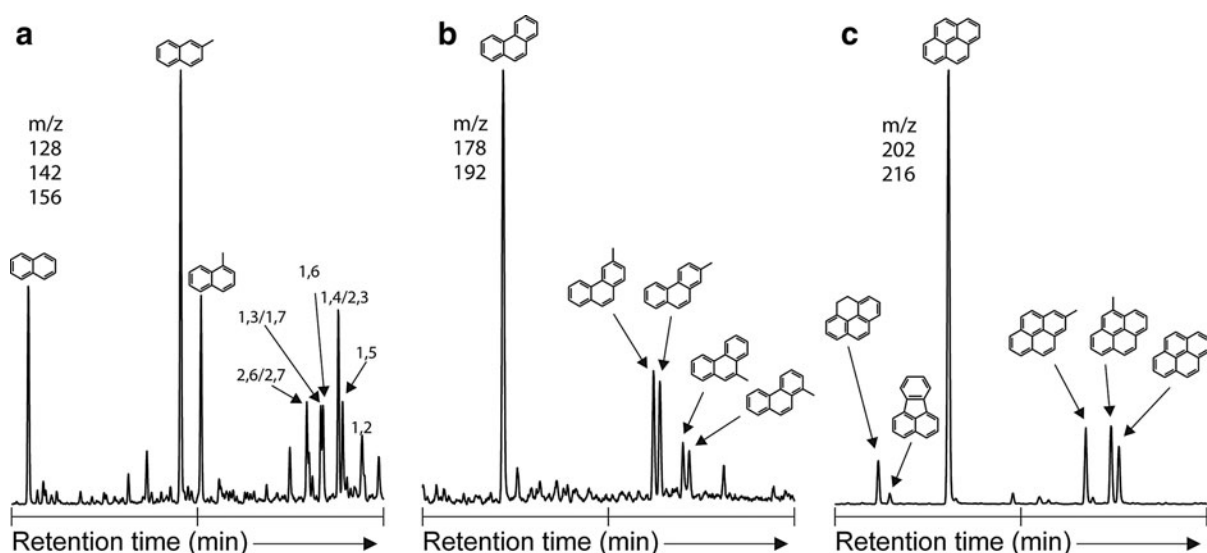 a
m/z
128
142
156
1,6
1,4/2,3
1,3/1,7
1,5
2,6/2,7
1,2
Retention time (min)
b
m/z
178
192
Retention time (min)
c
m/z
202
216
Retention time (min)